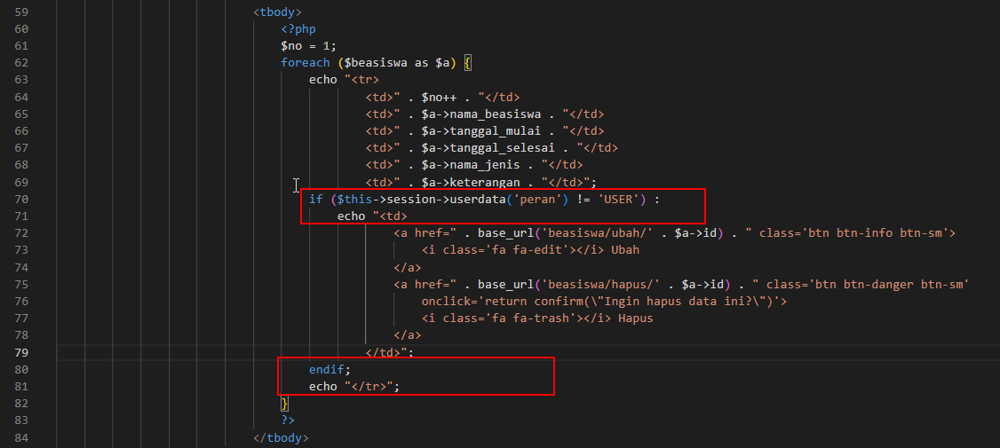 59 <tbody>
60 <?php
61 $no = 1;
62 foreach ($beasiswa as $a) {
63 echo "<tr>
64 <td>" . $no++ . "</td>
65 <td>" . $a->nama_beasiswa . "</td>
66 <td>" . $a->tanggal_mulai . "</td>
67 <td>" . $a->tanggal_selesai . "</td>
68 <td>" . $a->nama_jenis . "</td>
69 <td>" . $a->keterangan . "</td>";
70 if ($this->session->userdata('peran') != 'USER') :
71 echo "<td>
72 <a href=" . base_url('beasiswa/ubah/' . $a->id) . " class='btn btn-info btn-sm'>
73 <i class='fa fa-edit'></i> Ubah
74 </a>
75 <a href=" . base_url('beasiswa/hapus/' . $a->id) . " class='btn btn-danger btn-sm'
76 onclick='return confirm(\"Ingin hapus data ini?\")'>
77 <i class='fa fa-trash'></i> Hapus
78 </a>
79 </td>";
80 endif;
81 echo "</tr>";
82 }
83 ?>
84 </tbody>